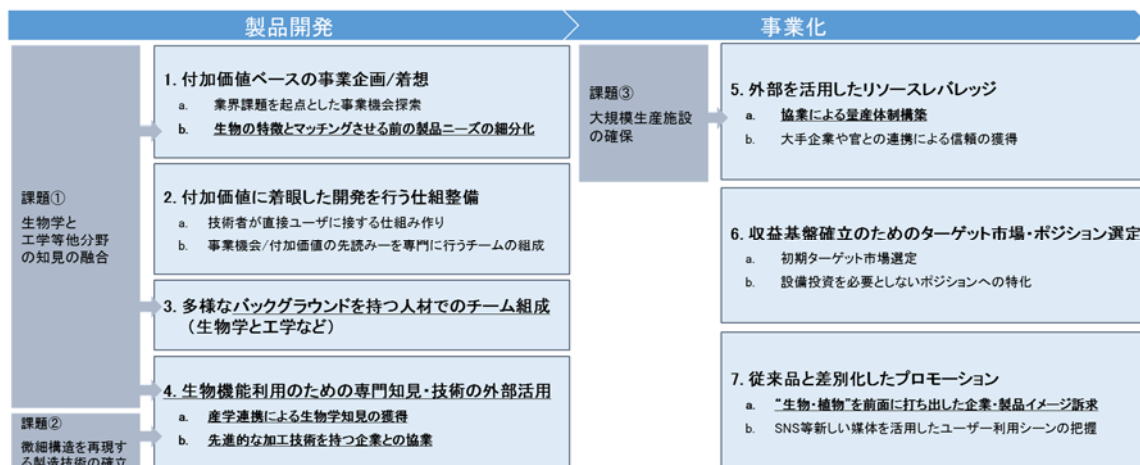 製品開発
事業化
課題①
生物学と
工学等他分野
の知見の融合
課題②
微細構造を再現す
る製造技術の確立
1. 付加価値ベースの事業企画/着想
a. 業界課題を起点とした事業機会探索
b. 生物の特徴とマッチングさせる前の製品ニーズの細分化
2. 付加価値に着眼した開発を行う仕組整備
a. 技術者が直接ユーザに接する仕組み作り
b. 事業機会/付加価値の先読みーを専門に行うチームの組成
3. 多様なバックグラウンドを持つ人材でのチーム組成
（生物学と工学など）
4. 生物機能利用のための専門知見・技術の外部活用
a. 産学連携による生物学知見の獲得
b. 先進的な加工技術を持つ企業との協業
課題③
大規模生産施設
の確保
5. 外部を活用したリソースレバレッジ
a. 協業による量産体制構築
b. 大手企業や官との連携による信頼の獲得
6. 収益基盤確立のためのターゲット市場・ポジション選定
a. 初期ターゲット市場選定
b. 設備投資を必要としないポジションへの特化
7. 従来品と差別化したプロモーション
a. “生物・植物”を前面に打ち出した企業・製品イメージ訴求
b. SNS等新しい媒体を活用したユーザー利用シーンの把握